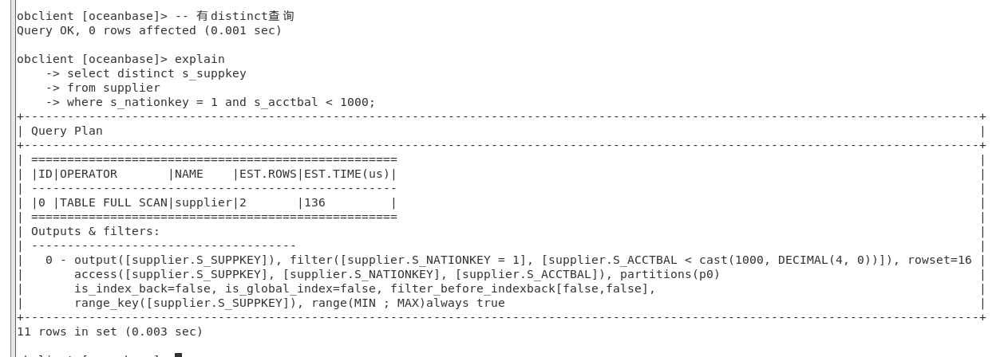 obclient [oceanbase]> -- 有distinct查询
Query OK, 0 rows affected (0.001 sec)
obclient [oceanbase]> explain
    -> select distinct s_suppkey
    -> from supplier
    -> where s_nationkey = 1 and s_acctbal < 1000;
+-------------------------------------------------------------------------------------------------------------------------------------+
| Query Plan                                                                                                                          |
+-------------------------------------------------------------------------------------------------------------------------------------+
| ===================================================                                                                                 |
| |ID|OPERATOR       |NAME    |EST.ROWS|EST.TIME(us)|                                                                                 |
| ---------------------------------------------------                                                                                 |
| |0 |TABLE FULL SCAN|supplier|2       |136         |                                                                                 |
| ===================================================                                                                                 |
| Outputs & filters:                                                                                                                  |
| -------------------------------------                                                                                               |
|   0 - output([supplier.S_SUPPKEY]), filter([supplier.S_NATIONKEY = 1], [supplier.S_ACCTBAL < cast(1000, DECIMAL(4, 0))]), rowset=16 |
|       access([supplier.S_SUPPKEY], [supplier.S_NATIONKEY], [supplier.S_ACCTBAL]), partitions(p0)                                    |
|       is_index_back=false, is_global_index=false, filter_before_indexback[false,false],                                             |
|       range_key([supplier.S_SUPPKEY]), range(MIN ; MAX)always true                                                                  |
+-------------------------------------------------------------------------------------------------------------------------------------+
11 rows in set (0.003 sec)